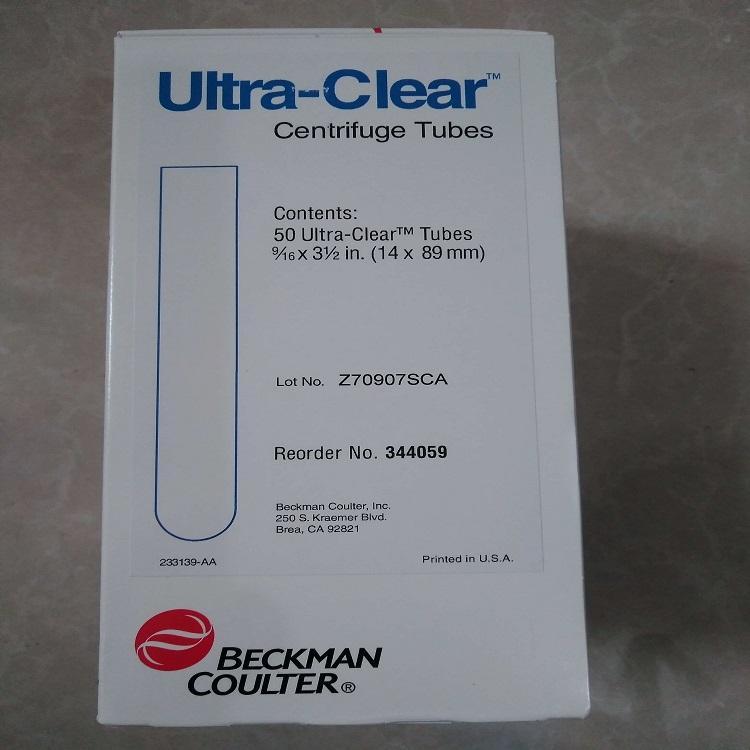 Ultra-Clear™
Centrifuge Tubes
Contents:
50 Ultra-Clear™ Tubes
9⁄16 x 3½ in. (14 x 89 mm)
Lot No. Z70907SCA
Reorder No. 344059
Beckman Coulter, Inc.
250 S. Kraemer Blvd.
Brea, CA 92821
233139-AA
Printed in U.S.A.
BECKMAN
COULTER®